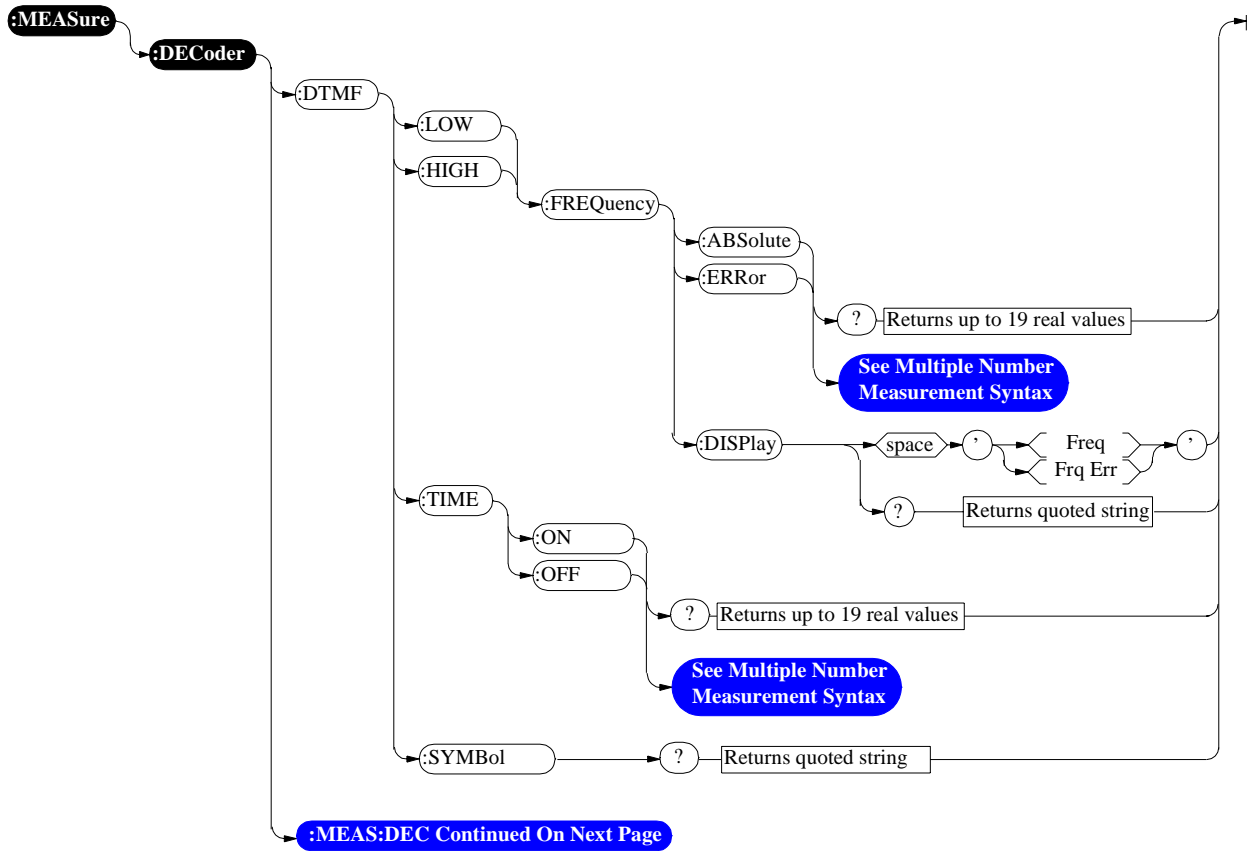 :MEASure
:DECoder
:DTMF
:LOW
:HIGH
:FREQuency
:ABSolute
:ERRor
? Returns up to 19 real values
See Multiple Number
Measurement Syntax
:DISPlay space ’ Freq ’
Frq Err
? Returns quoted string
:TIME
:ON
:OFF
? Returns up to 19 real values
See Multiple Number
Measurement Syntax
:SYMBol ? Returns quoted string
:MEAS:DEC Continued On Next Page